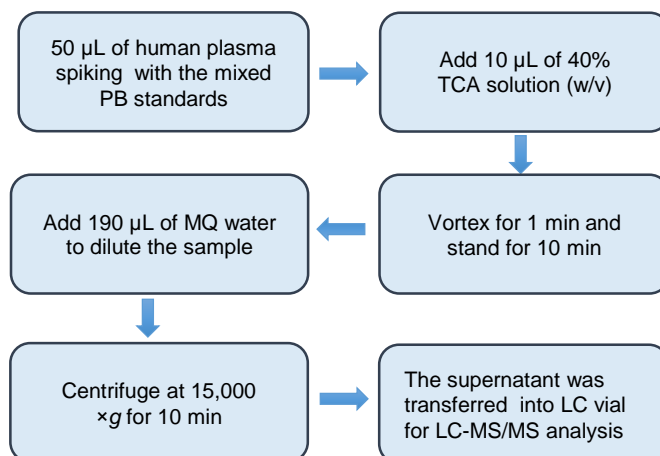 50 µL of human plasma
spiking with the mixed
PB standards
Add 10 µL of 40%
TCA solution (w/v)
Vortex for 1 min and
stand for 10 min
Add 190 µL of MQ water
to dilute the sample
Centrifuge at 15,000
×g for 10 min
The supernatant was
transferred into LC vial
for LC-MS/MS analysis